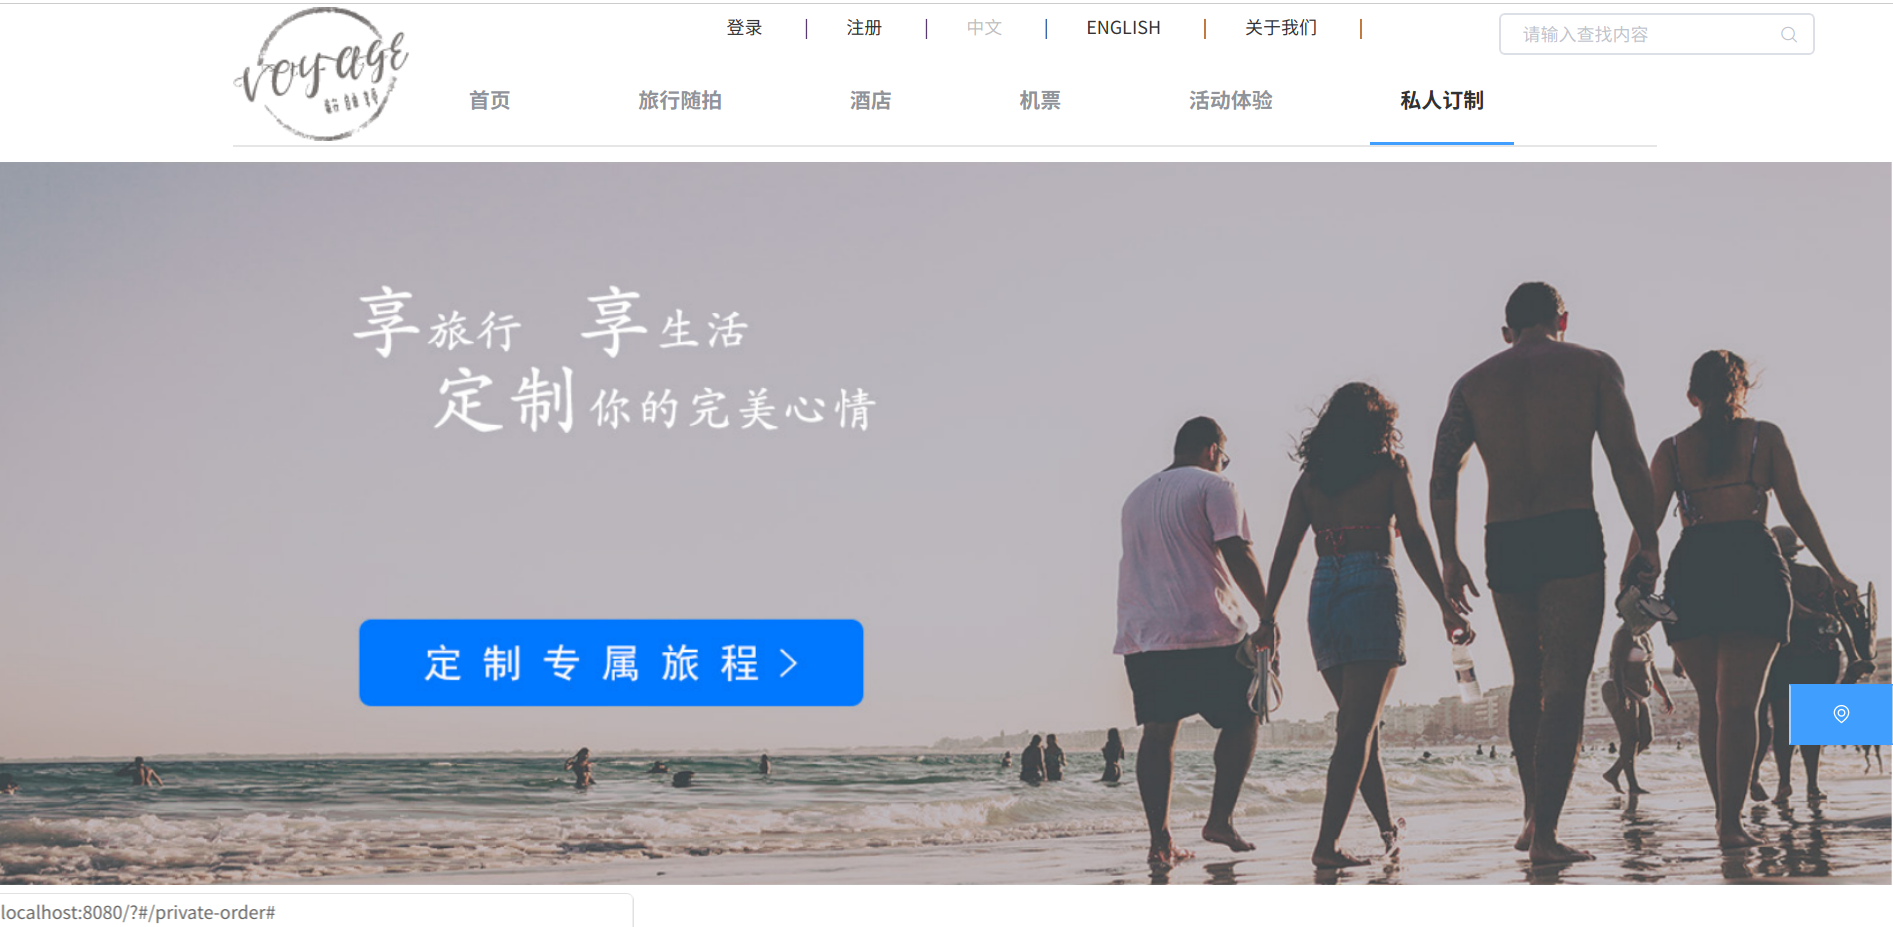 登录 | 注册 | 中文 | ENGLISH | 关于我们 |
请输入查找内容
voyage
首页 旅行随拍 酒店 机票 活动体验 私人订制
享旅行 享生活
定制你的完美心情
定制专属旅程>
localhost:8080/?#/private-order#